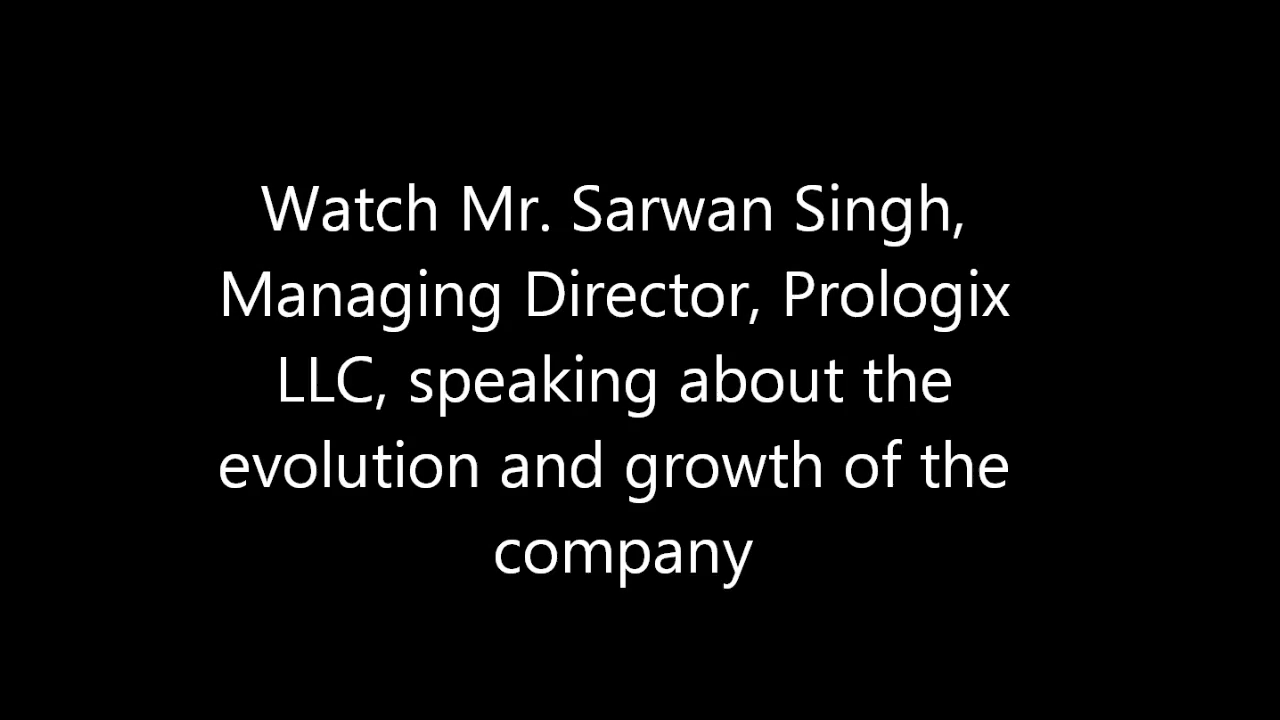 Watch Mr. Sarwan Singh,
Managing Director, Prologix
LLC, speaking about the
evolution and growth of the
company